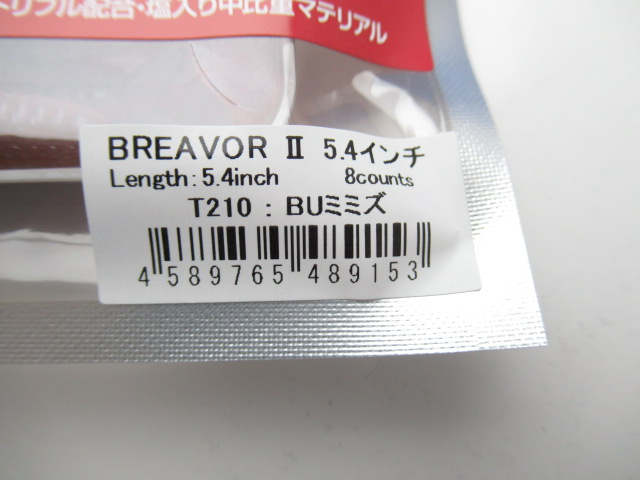 トリプル配合・塩入り中比重マテリアル
BREAVOR II 5.4インチ
Length: 5.4inch 8counts
T210 : BUミミズ
4 589765 489153